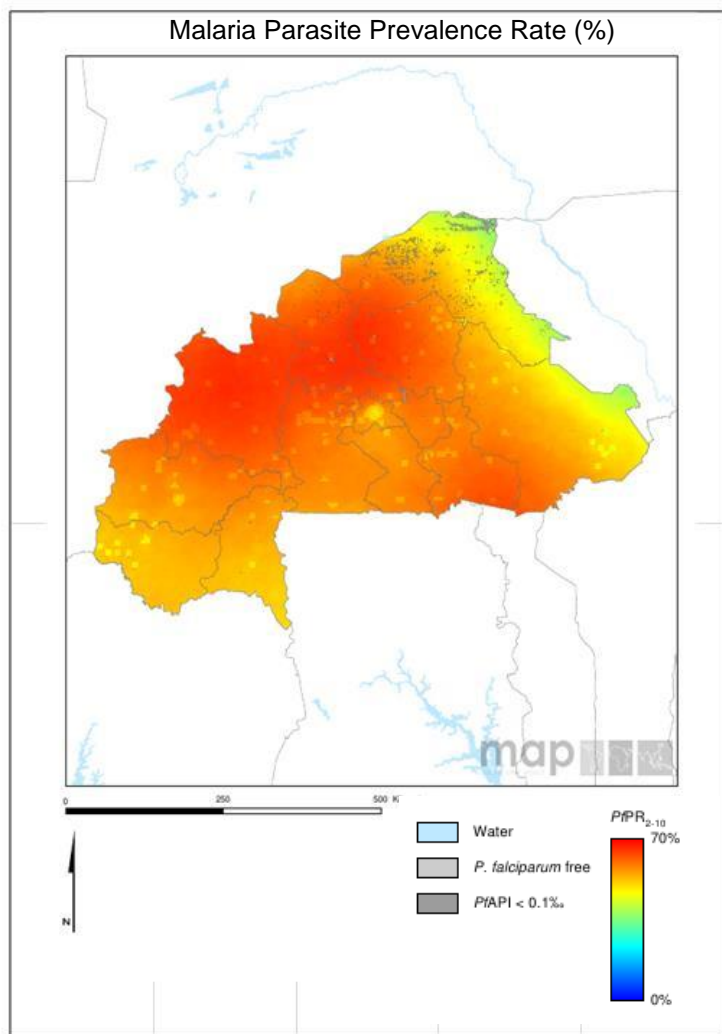 Malaria Parasite Prevalence Rate (%)
map
0 250 500 K
N
Water
P. falciparum free
PfAPI < 0.1‰
PfPR2-10
70%
0%